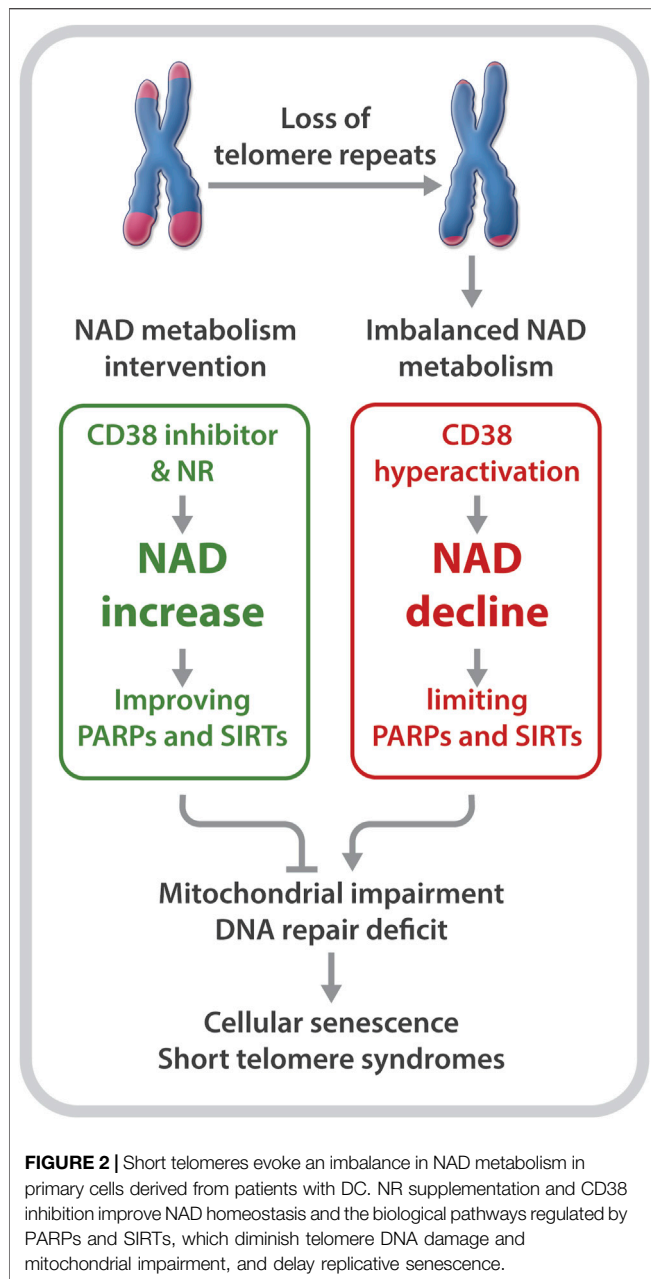 Loss of
telomere repeats
NAD metabolism
intervention
Imbalanced NAD
metabolism
CD38 inhibitor
& NR
NAD
increase
Improving
PARPs and SIRTs
CD38
hyperactivation
NAD
decline
limiting
PARPs and SIRTs
Mitochondrial impairment
DNA repair deficit
Cellular senescence
Short telomere syndromes
FIGURE 2 | Short telomeres evoke an imbalance in NAD metabolism in
primary cells derived from patients with DC. NR supplementation and CD38
inhibition improve NAD homeostasis and the biological pathways regulated by
PARPs and SIRTs, which diminish telomere DNA damage and
mitochondrial impairment, and delay replicative senescence.